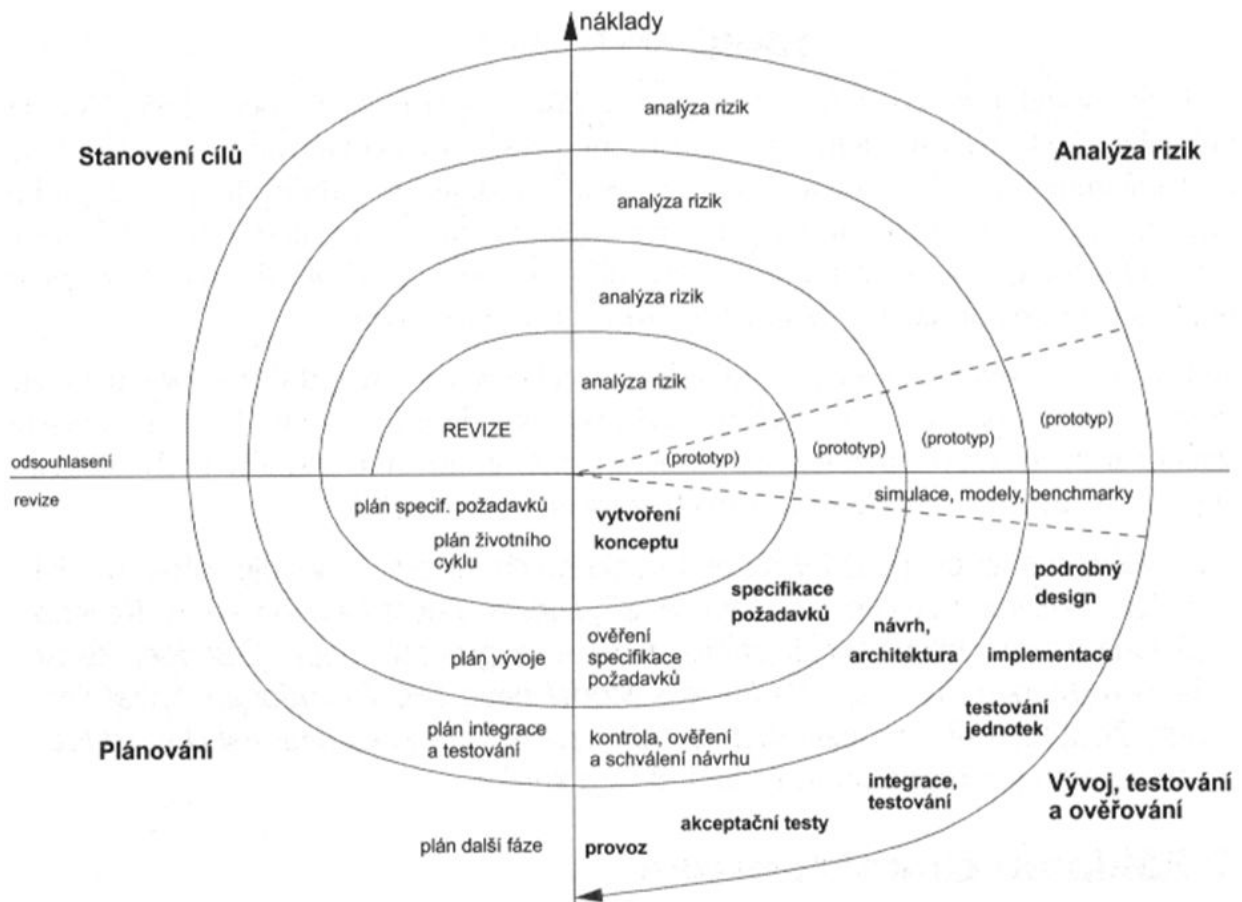 náklady
analýza rizik
Stanovení cílů
Analýza rizik
analýza rizik
analýza rizik
analýza rizik
(prototyp)
REVIZE
(prototyp)
(prototyp)
(prototyp)
odsouhlasení
revize
simulace, modely, benchmarky
plán specif. požadavků
vytvoření
konceptu
plán životního
cyklu
podrobný
design
specifikace
požadavků
návrh,
architektura
implementace
plán vývoje
ověření
specifikace
požadavků
testování
jednotek
plán integrace
a testování
kontrola, ověření
a schválení návrhu
Plánování
integrace,
testování
Vývoj, testování
a ověřování
akceptační testy
plán další fáze
provoz